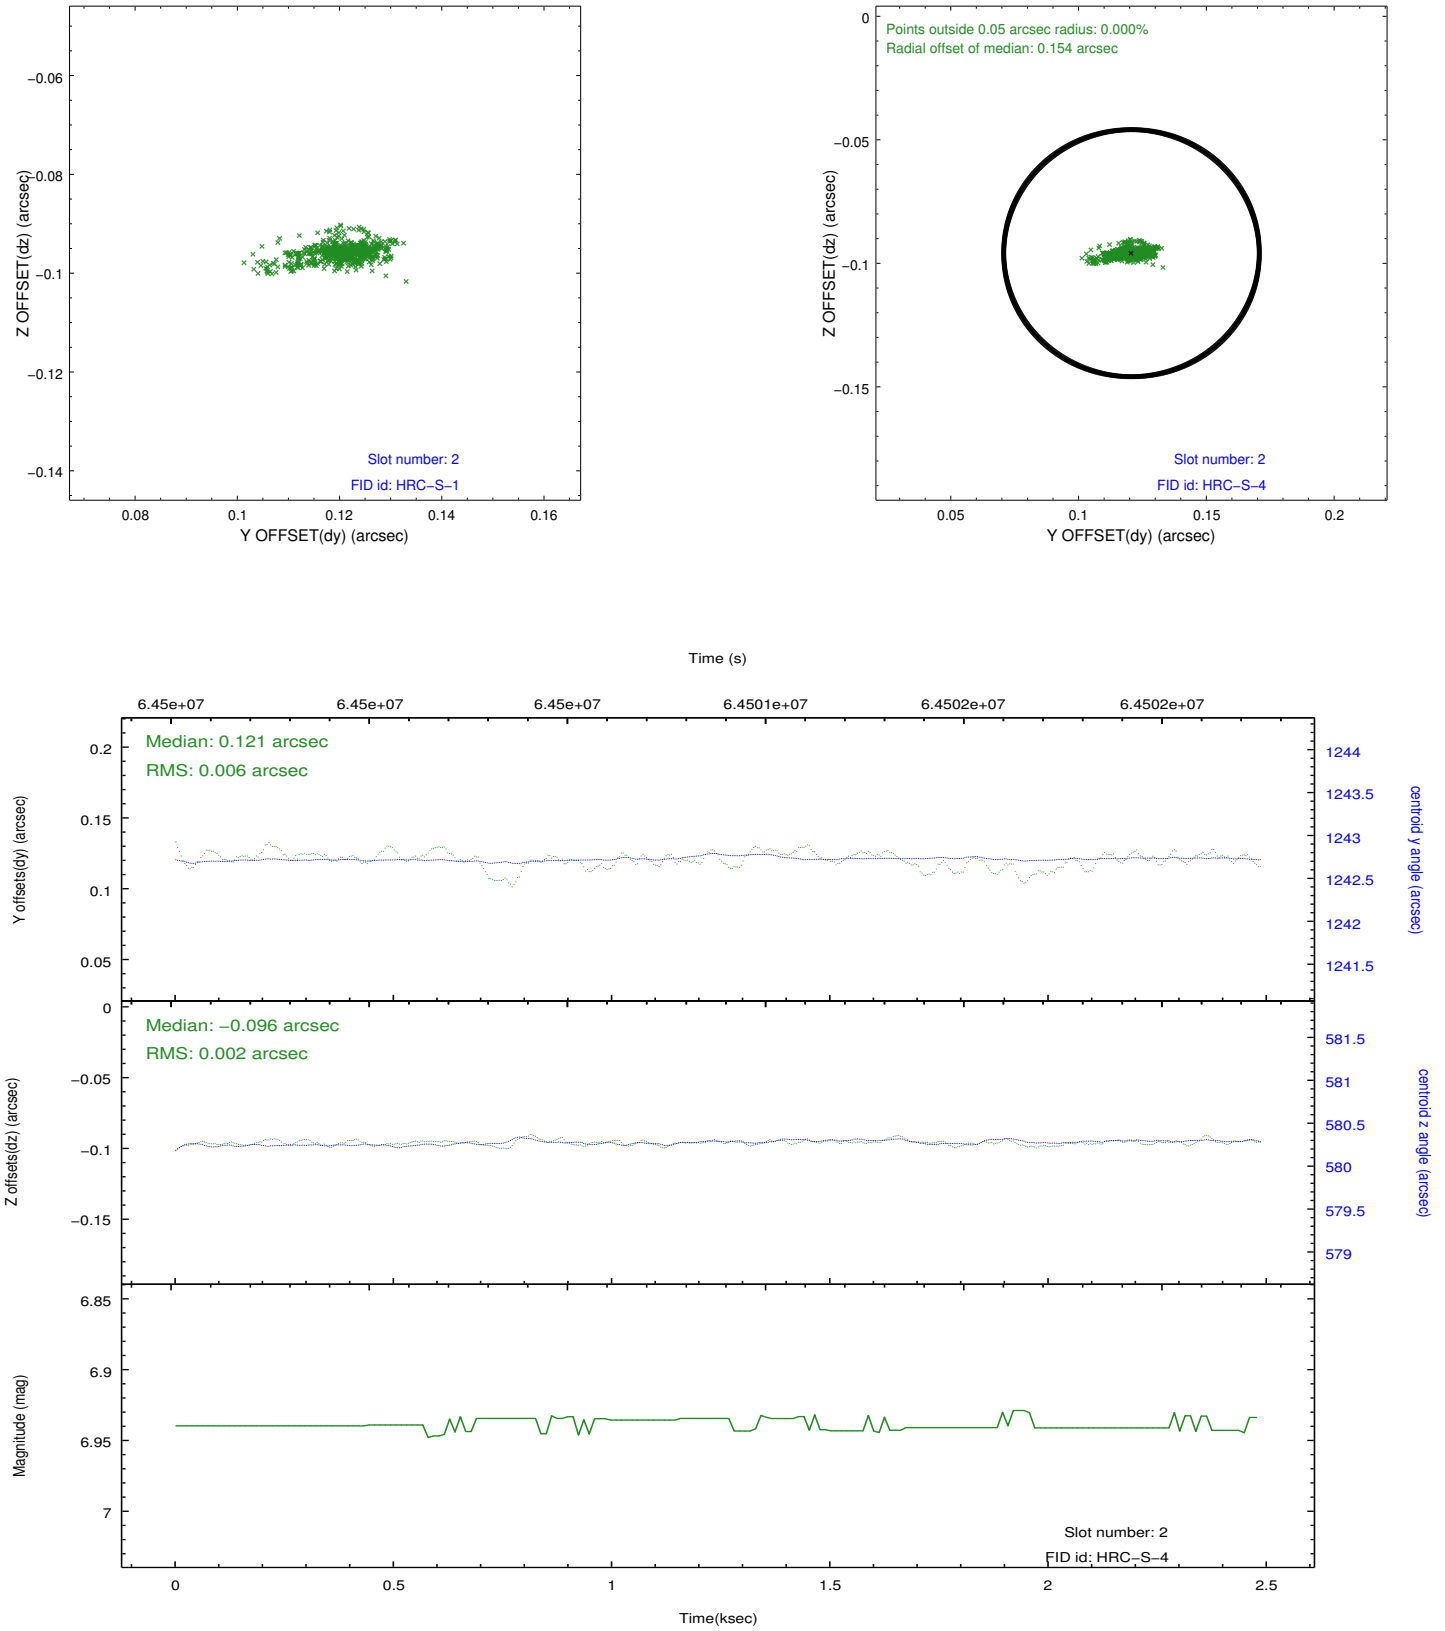 −0.06
−0.08
−0.1
−0.12
−0.14
Z OFFSET(dz) (arcsec)
Slot number: 2
FID id: HRC−S−1
0.08
0.1
0.12
0.14
0.16
Y OFFSET(dy) (arcsec)
Points outside 0.05 arcsec radius: 0.000%
Radial offset of median: 0.154 arcsec
0
−0.05
−0.1
−0.15
Z OFFSET(dz) (arcsec)
Slot number: 2
FID id: HRC−S−4
0.05
0.1
0.15
0.2
Y OFFSET(dy) (arcsec)
Time (s)
6.45e+07
6.45e+07
6.45e+07
6.4501e+07
6.4502e+07
6.4502e+07
Median: 0.121 arcsec
RMS: 0.006 arcsec
0.2
0.15
0.1
0.05
Y offsets(dy) (arcsec)
1244
1243.5
1243
1242.5
1242
1241.5
centroid y angle (arcsec)
Median: −0.096 arcsec
RMS: 0.002 arcsec
0
−0.05
−0.1
−0.15
Z offsets(dz) (arcsec)
581.5
581
580.5
580
579.5
579
centroid z angle (arcsec)
6.85
6.9
6.95
7
Magnitude (mag)
Slot number: 2
FID id: HRC−S−4
0
0.5
1
1.5
2
2.5
Time(ksec)